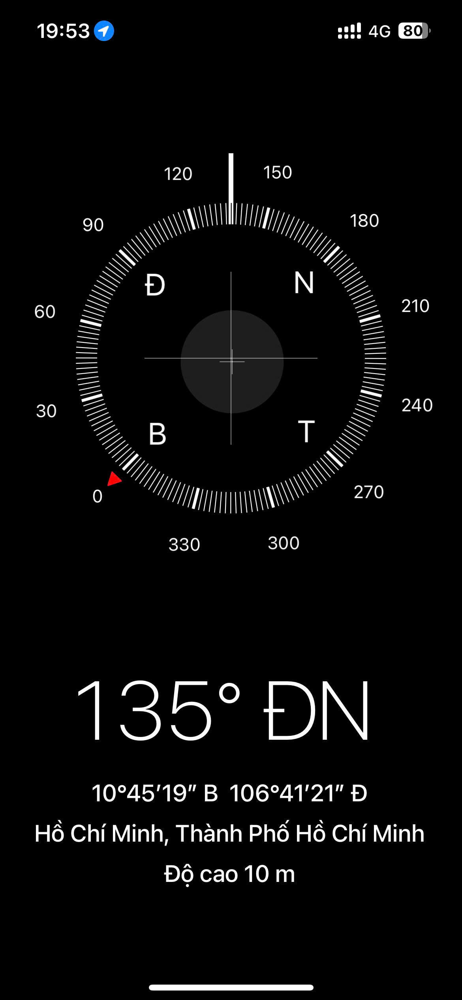 19:53 4G 80
120 150
90 180
Đ N
60 210
30 240
B T
0 270
330 300
135° ĐN
10°45’19” B 106°41’21” Đ
Hồ Chí Minh, Thành Phố Hồ Chí Minh
Độ cao 10 m